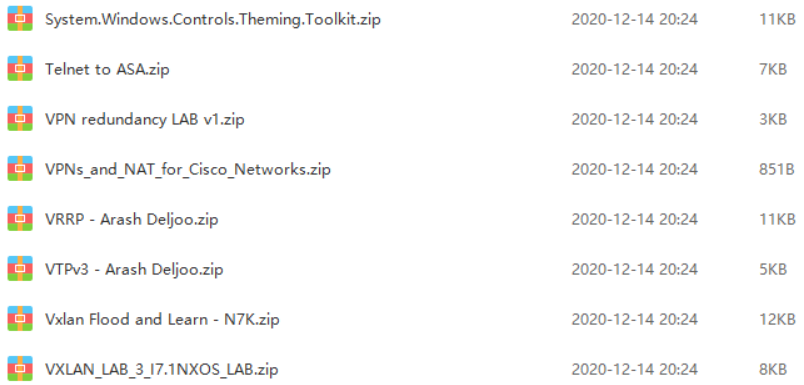 System.Windows.Controls.Theming.Toolkit.zip 2020-12-14 20:24 11KB
Telnet to ASA.zip 2020-12-14 20:24 7KB
VPN redundancy LAB v1.zip 2020-12-14 20:24 3KB
VPNs_and_NAT_for_Cisco_Networks.zip 2020-12-14 20:24 851B
VRRP - Arash Deljoo.zip 2020-12-14 20:24 11KB
VTPv3 - Arash Deljoo.zip 2020-12-14 20:24 5KB
Vxlan Flood and Learn - N7K.zip 2020-12-14 20:24 12KB
VXLAN_LAB_3_I7.1NXOS_LAB.zip 2020-12-14 20:24 8KB